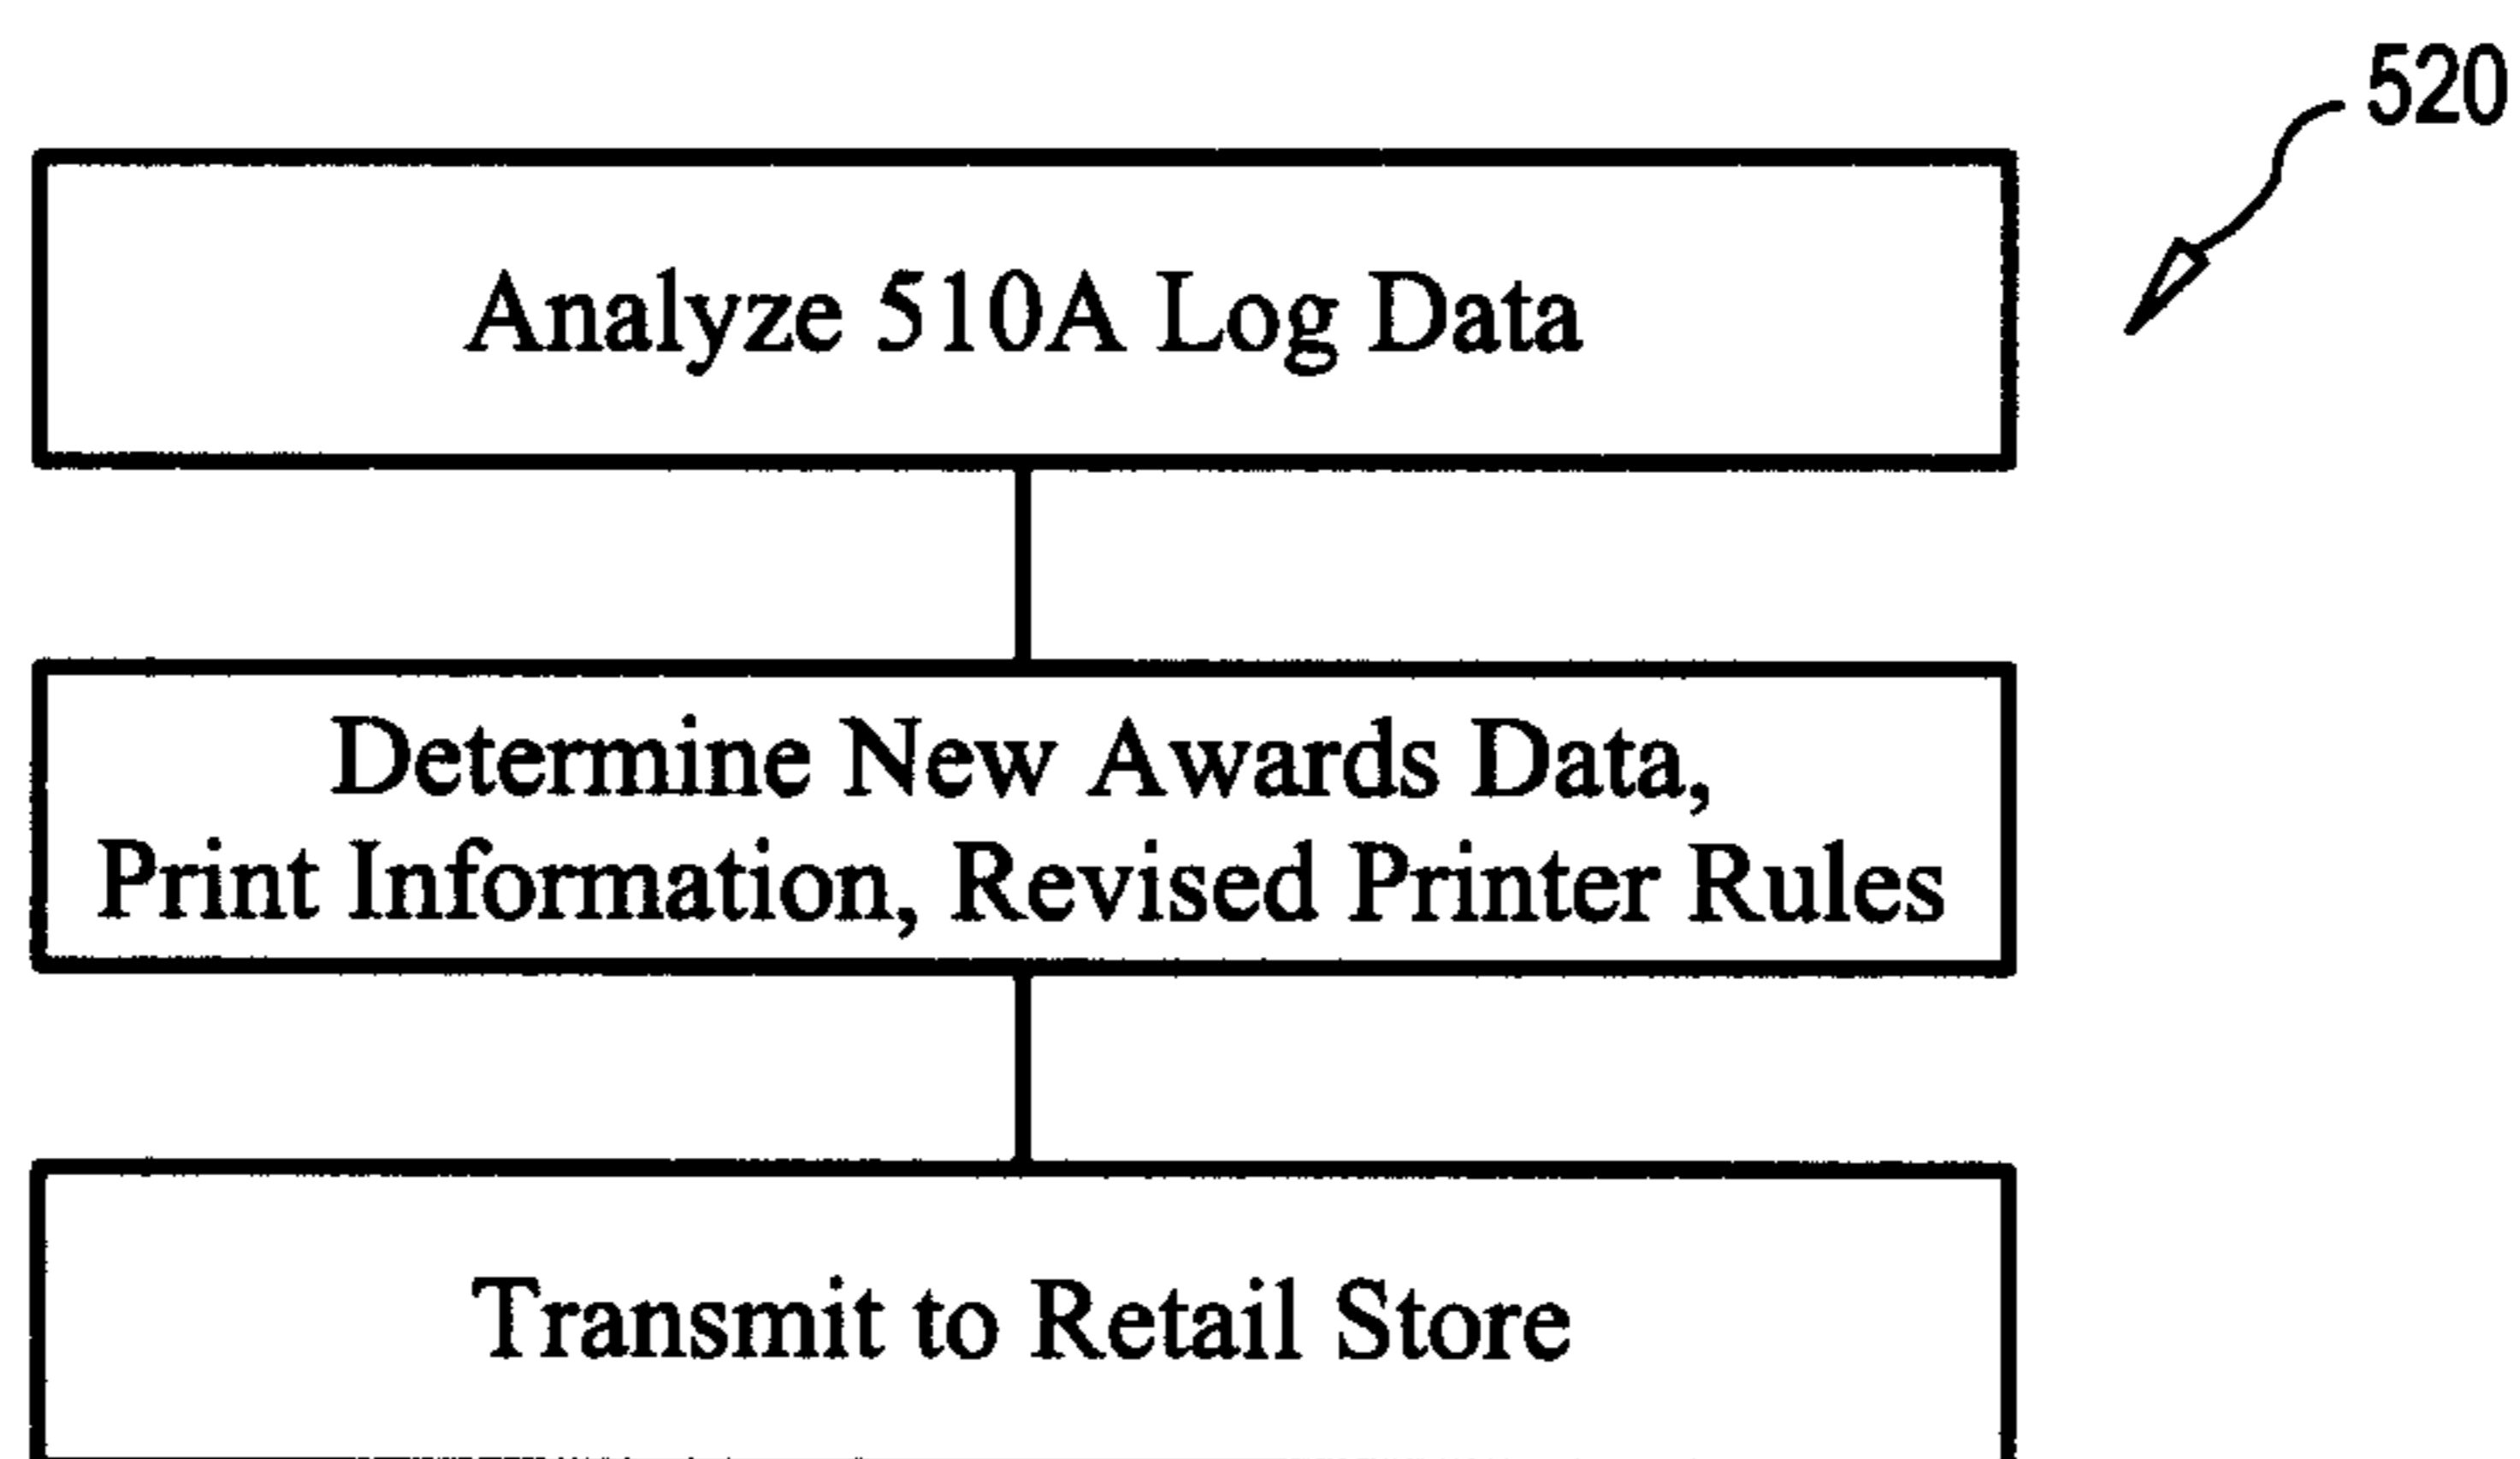 520
Analyze 510A Log Data
Determine New Awards Data,
Print Information, Revised Printer Rules
Transmit to Retail Store